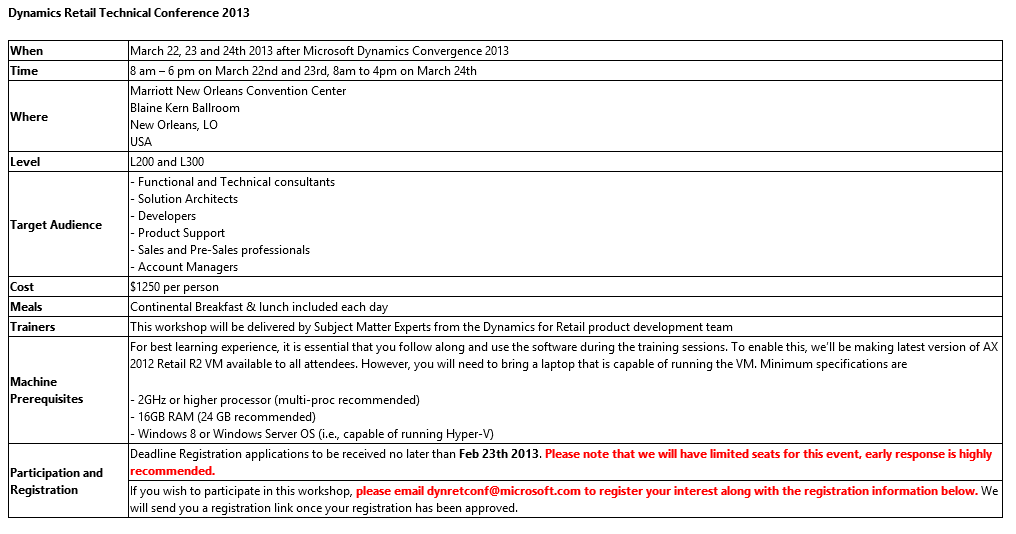 Dynamics Retail Technical Conference 2013
When
March 22, 23 and 24th 2013 after Microsoft Dynamics Convergence 2013
Time
8 am – 6 pm on March 22nd and 23rd, 8am to 4pm on March 24th
Where
Marriott New Orleans Convention Center
Blaine Kern Ballroom
New Orleans, LO
USA
Level
L200 and L300
Target Audience
- Functional and Technical consultants
- Solution Architects
- Developers
- Product Support
- Sales and Pre-Sales professionals
- Account Managers
Cost
$1250 per person
Meals
Continental Breakfast & lunch included each day
Trainers
This workshop will be delivered by Subject Matter Experts from the Dynamics for Retail product development team
Machine
Prerequisites
For best learning experience, it is essential that you follow along and use the software during the training sessions. To enable this, we'll be making latest version of AX
2012 Retail R2 VM available to all attendees. However, you will need to bring a laptop that is capable of running the VM. Minimum specifications are
- 2GHz or higher processor (multi-proc recommended)
- 16GB RAM (24 GB recommended)
- Windows 8 or Windows Server OS (i.e., capable of running Hyper-V)
Participation and
Registration
Deadline Registration applications to be received no later than Feb 23th 2013. Please note that we will have limited seats for this event, early response is highly
recommended.
If you wish to participate in this workshop, please email dynretconf@microsoft.com to register your interest along with the registration information below. We
will send you a registration link once your registration has been approved.